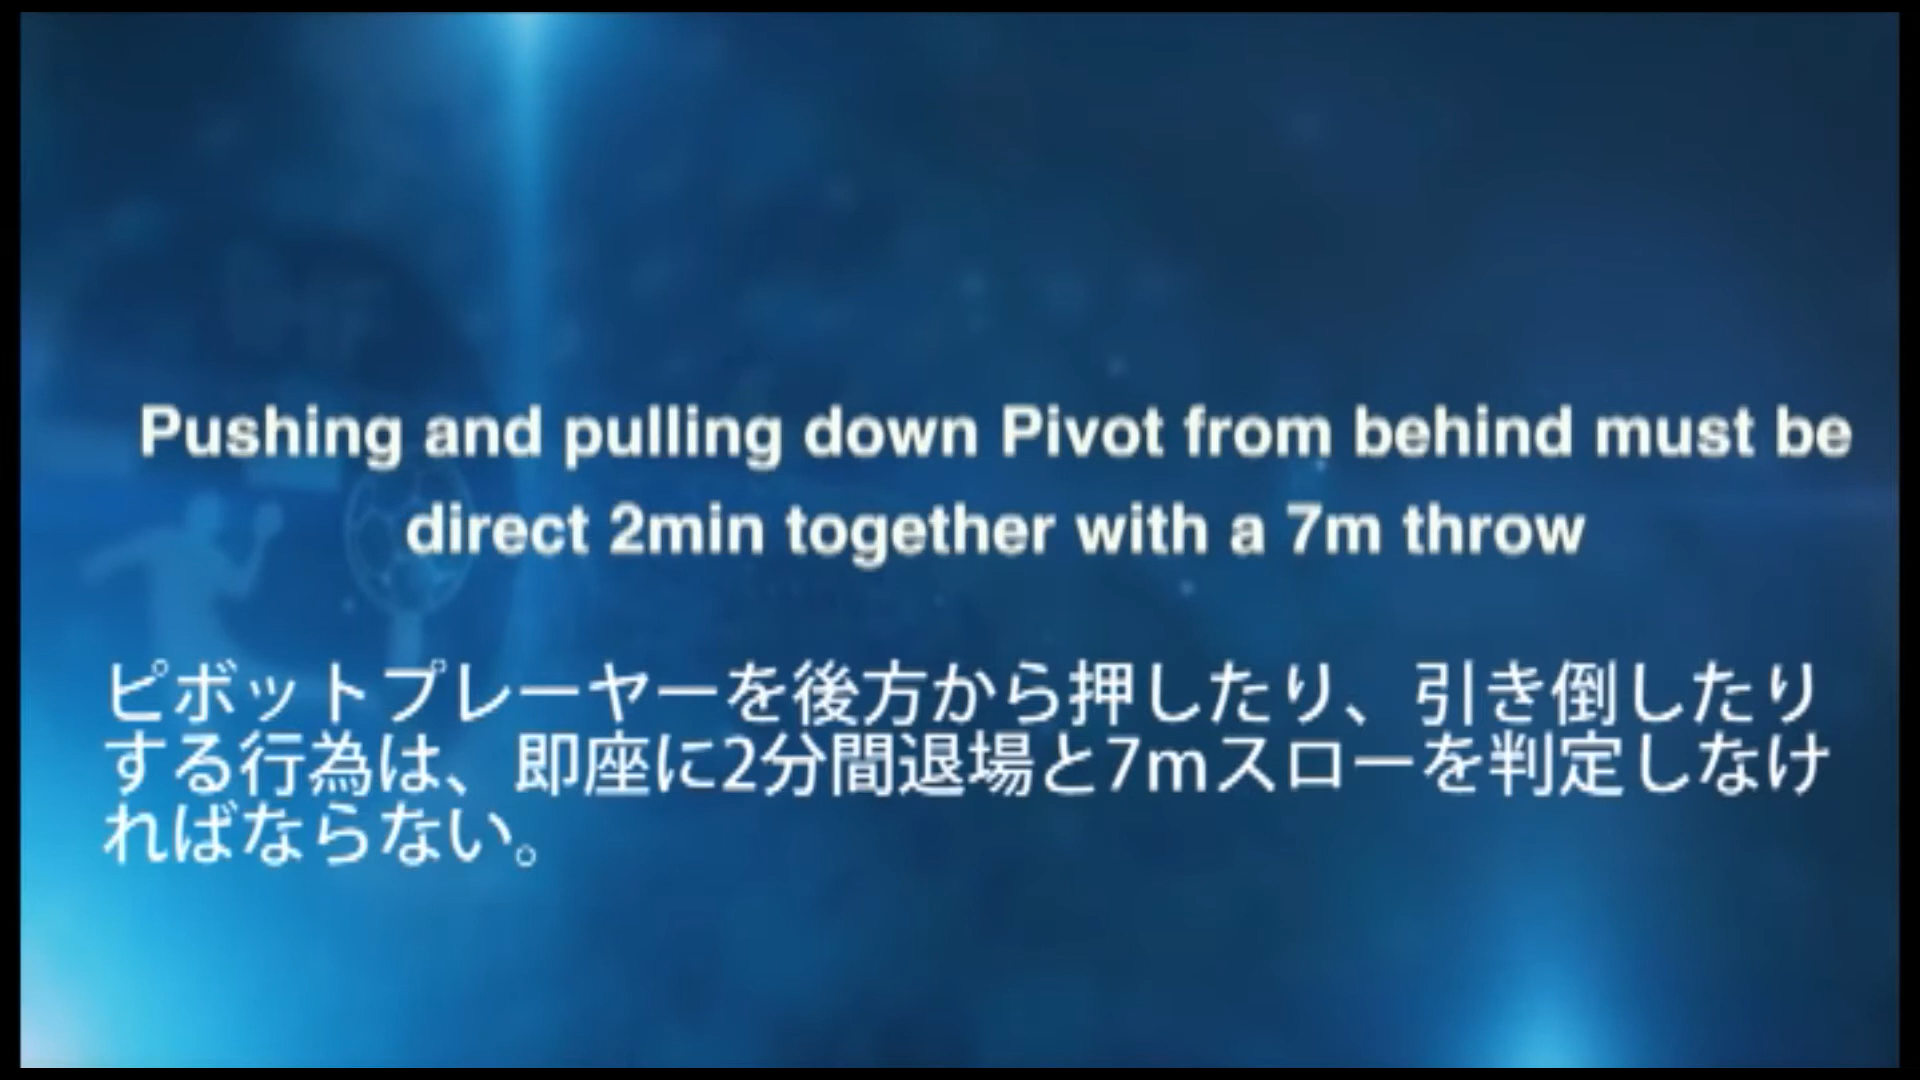 Pushing and pulling down Pivot from behind must be
direct 2min together with a 7m throw
ピボットプレーヤーを後方から押したり、引き倒したり
する行為は、即座に2分間退場と7mスローを判定しなけ
ればならない。